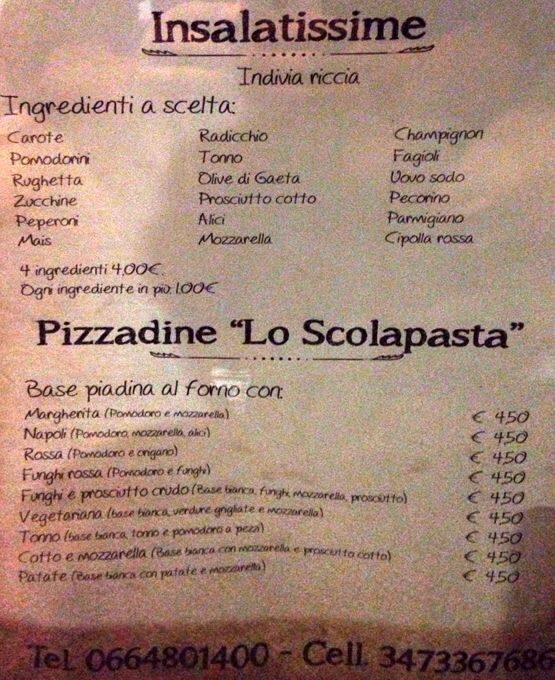 Insalatissime
Indivia riccia
Ingredienti a scelta:
Carote Radicchio Champignon
Pomodorini Tonno Fagioli
Rughetta Olive di Gaeta Uovo sodo
Zucchine Prosciutto cotto Pecorino
Peperoni Alici Parmigiano
Mais Mozzarella Cipolla rossa
4 ingredienti 4,00€.
Ogni ingrediente in più: 1,00€
Pizzadine “Lo Scolapasta”
Base piadina al forno con:
Margherita (Pomodoro e mozzarella) € 4,50
Napoli (Pomodoro, mozzarella, alici) € 4,50
Rossa (Pomodoro e origano) € 4,50
Funghi rossa (Pomodoro e funghi) € 4,50
Funghi e prosciutto crudo (Base bianca, funghi, mozzarella, prosciutto) € 4,50
Vegetariana (base bianca, verdure grigliate e mozzarella) € 4,50
Tonno (base bianca, tonno e pomodoro a pezzi) € 4,50
Cotto e mozzarella (Base bianca con mozzarella e prosciutto cotto) € 4,50
Patate (Base bianca con patate e mozzarella) € 4,50
Tel. 0664801400 - Cell. 3473367686